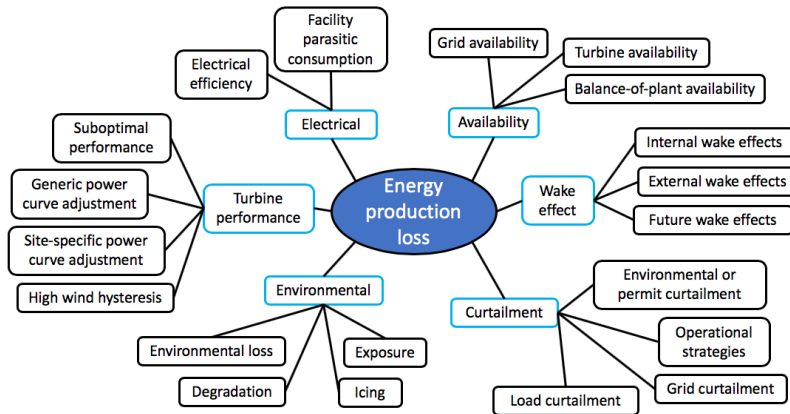 Facility
parasitic
consumption
Electrical
efficiency
Electrical
Grid availability
Turbine availability
Balance-of-plant availability
Availability
Suboptimal
performance
Generic power
curve adjustment
Site-specific power
curve adjustment
High wind hysteresis
Turbine
performance
Energy
production
loss
Wake
effect
Internal wake effects
External wake effects
Future wake effects
Environmental
Environmental loss
Degradation
Icing
Exposure
Curtailment
Environmental or
permit curtailment
Operational
strategies
Grid curtailment
Load curtailment